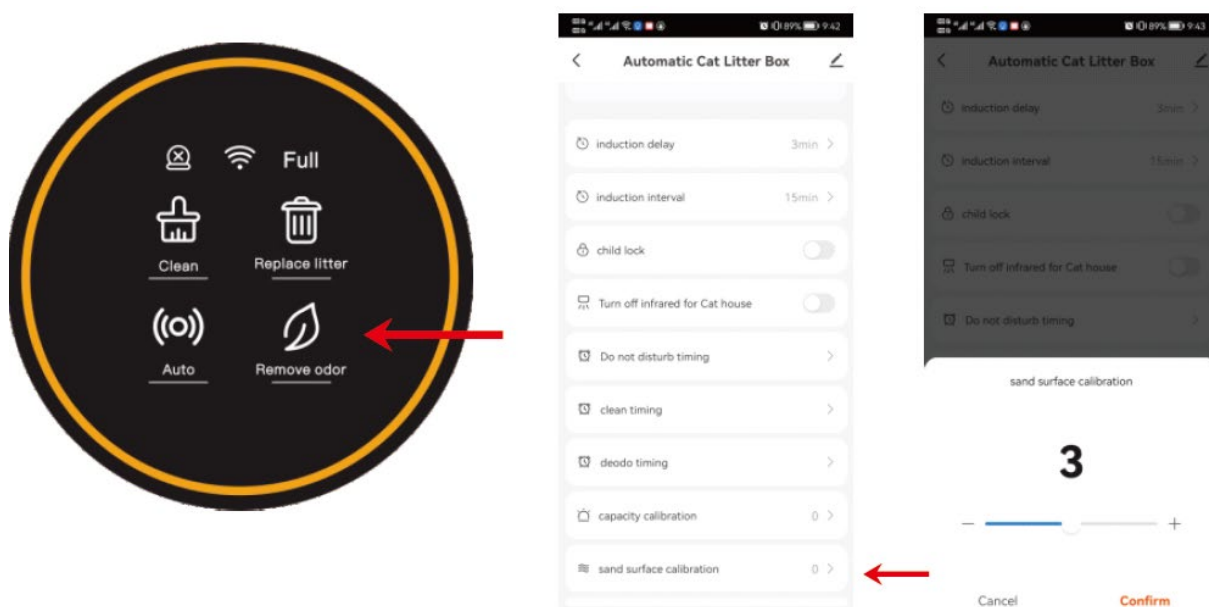 Full
Clean
Replace litter
Auto
Remove odor
89% 9:42
Automatic Cat Litter Box
induction delay 3min
induction interval 15min
child lock
Turn off infrared for Cat house
Do not disturb timing
clean timing
deodo timing
capacity calibration 0
sand surface calibration 0
89% 9:43
Automatic Cat Litter Box
induction delay 3min
induction interval 15min
child lock
Turn off infrared for Cat house
Do not disturb timing
sand surface calibration
3
− +
Cancel Confirm